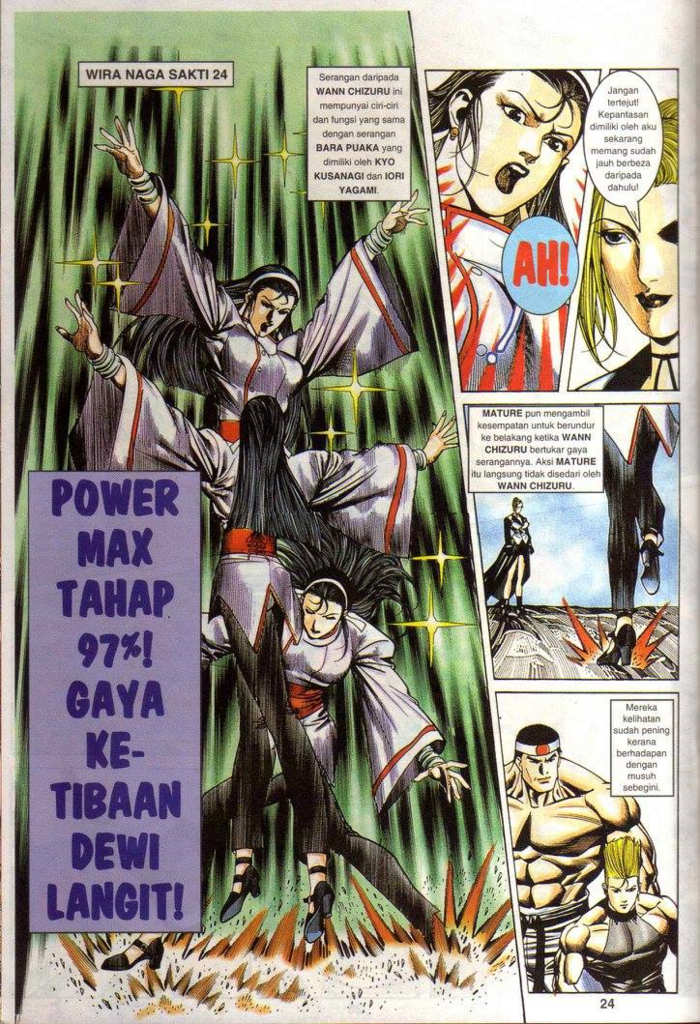 WIRA NAGA SAKTI 24
Serangan daripada
WANN CHIZURU ini
mempunyai ciri-ciri
dan fungsi yang sama
dengan serangan
BARA PUAKA yang
dimiliki oleh KYO
KUSANAGI dan IORI
YAGAMI.
AH!
Jangan
tertejut!
Kepantasan
dimiliki oleh aku
sekarang
memang sudah
jauh berbeza
daripada
dahulu!
MATURE pun mengambil
kesempatan untuk berundur
ke belakang ketika WANN
CHIZURU bertukar gaya
serangannya. Aksi MATURE
itu langsung tidak disedari oleh
WANN CHIZURU.
POWER
MAX
TAHAP
97%!
GAYA
KE-
TIBAAN
DEWI
LANGIT!
Mereka
kelihatan
sudah pening
kerana
berhadapan
dengan
musuh
sebegini.
24